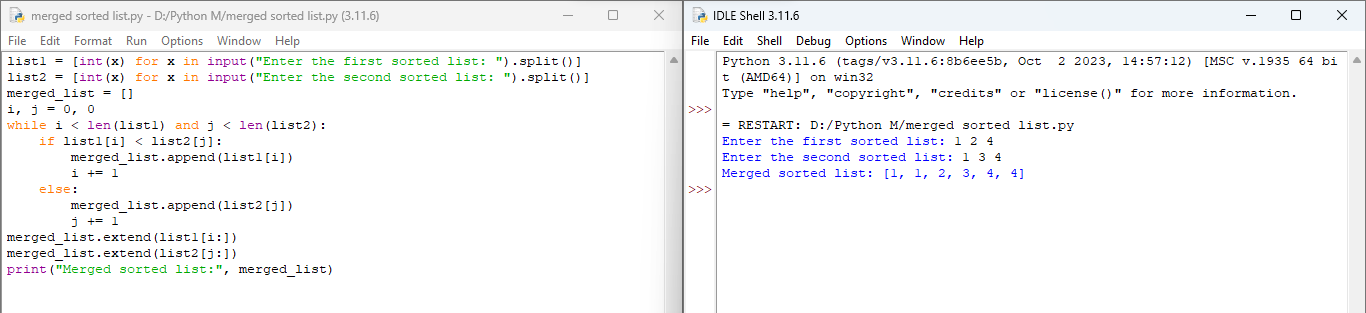 merged sorted list.py - D:/Python M/merged sorted list.py (3.11.6)
File Edit Format Run Options Window Help
list1 = [int(x) for x in input("Enter the first sorted list: ").split()]
list2 = [int(x) for x in input("Enter the second sorted list: ").split()]
merged_list = []
i, j = 0, 0
while i < len(list1) and j < len(list2):
    if list1[i] < list2[j]:
        merged_list.append(list1[i])
        i += 1
    else:
        merged_list.append(list2[j])
        j += 1
merged_list.extend(list1[i:])
merged_list.extend(list2[j:])
print("Merged sorted list:", merged_list)
IDLE Shell 3.11.6
File Edit Shell Debug Options Window Help
Python 3.11.6 (tags/v3.11.6:8b6ee5b, Oct  2 2023, 14:57:12) [MSC v.1935 64 bi
t (AMD64)] on win32
Type "help", "copyright", "credits" or "license()" for more information.
>>>
= RESTART: D:/Python M/merged sorted list.py
Enter the first sorted list: 1 2 4
Enter the second sorted list: 1 3 4
Merged sorted list: [1, 1, 2, 3, 4, 4]
>>>